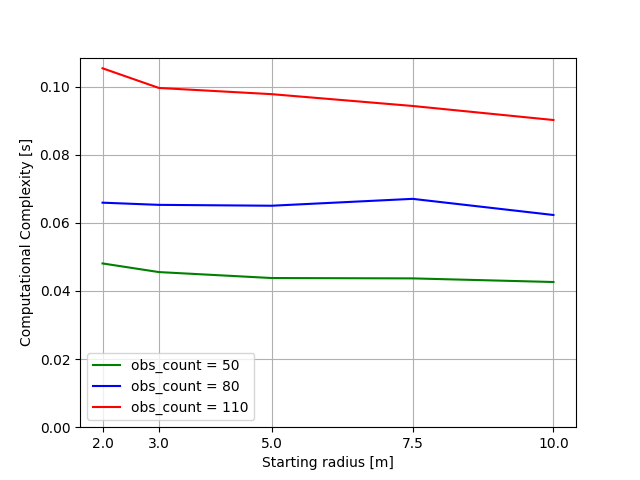 0.10
0.08
0.06
0.04
0.02
0.00
Computational Complexity [s]
obs_count = 50
obs_count = 80
obs_count = 110
2.0 3.0 5.0 7.5 10.0
Starting radius [m]